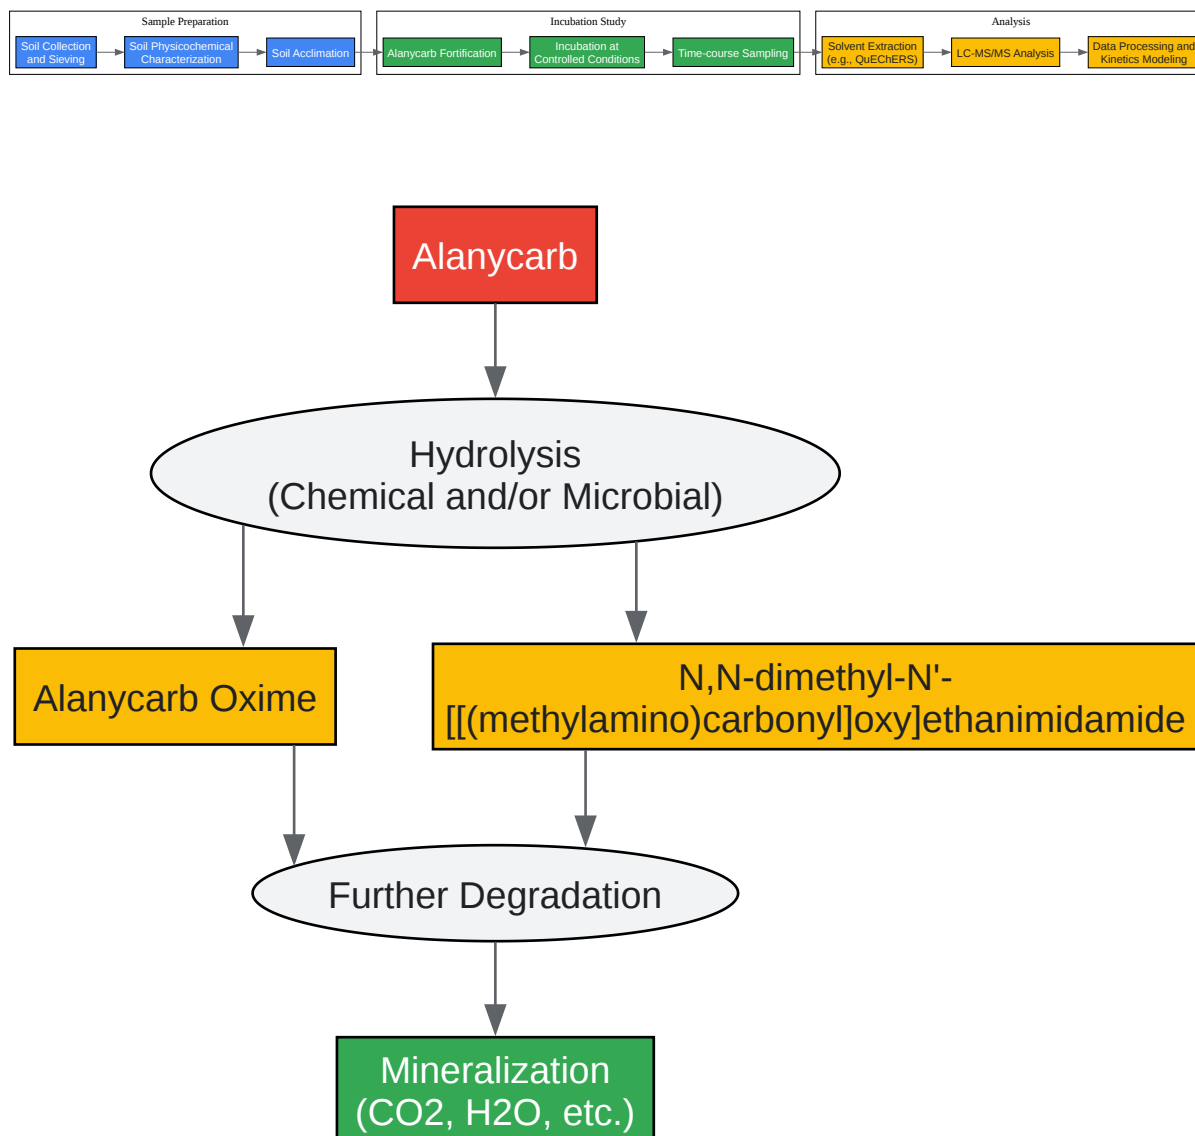 Sample Preparation
Soil Collection
and Sieving
Soil Physicochemical
Characterization
Soil Acclimation
Incubation Study
Alanycarb Fortification
Incubation at
Controlled Conditions
Time-course Sampling
Analysis
Solvent Extraction
(e.g., QuEChERS)
LC-MS/MS Analysis
Data Processing and
Kinetics Modeling
Alanycarb
Hydrolysis
(Chemical and/or Microbial)
Alanycarb Oxime
N,N-dimethyl-N'-
[[(methylamino)carbonyl]oxy]ethanimidamide
Further Degradation
Mineralization
(CO2, H2O, etc.)